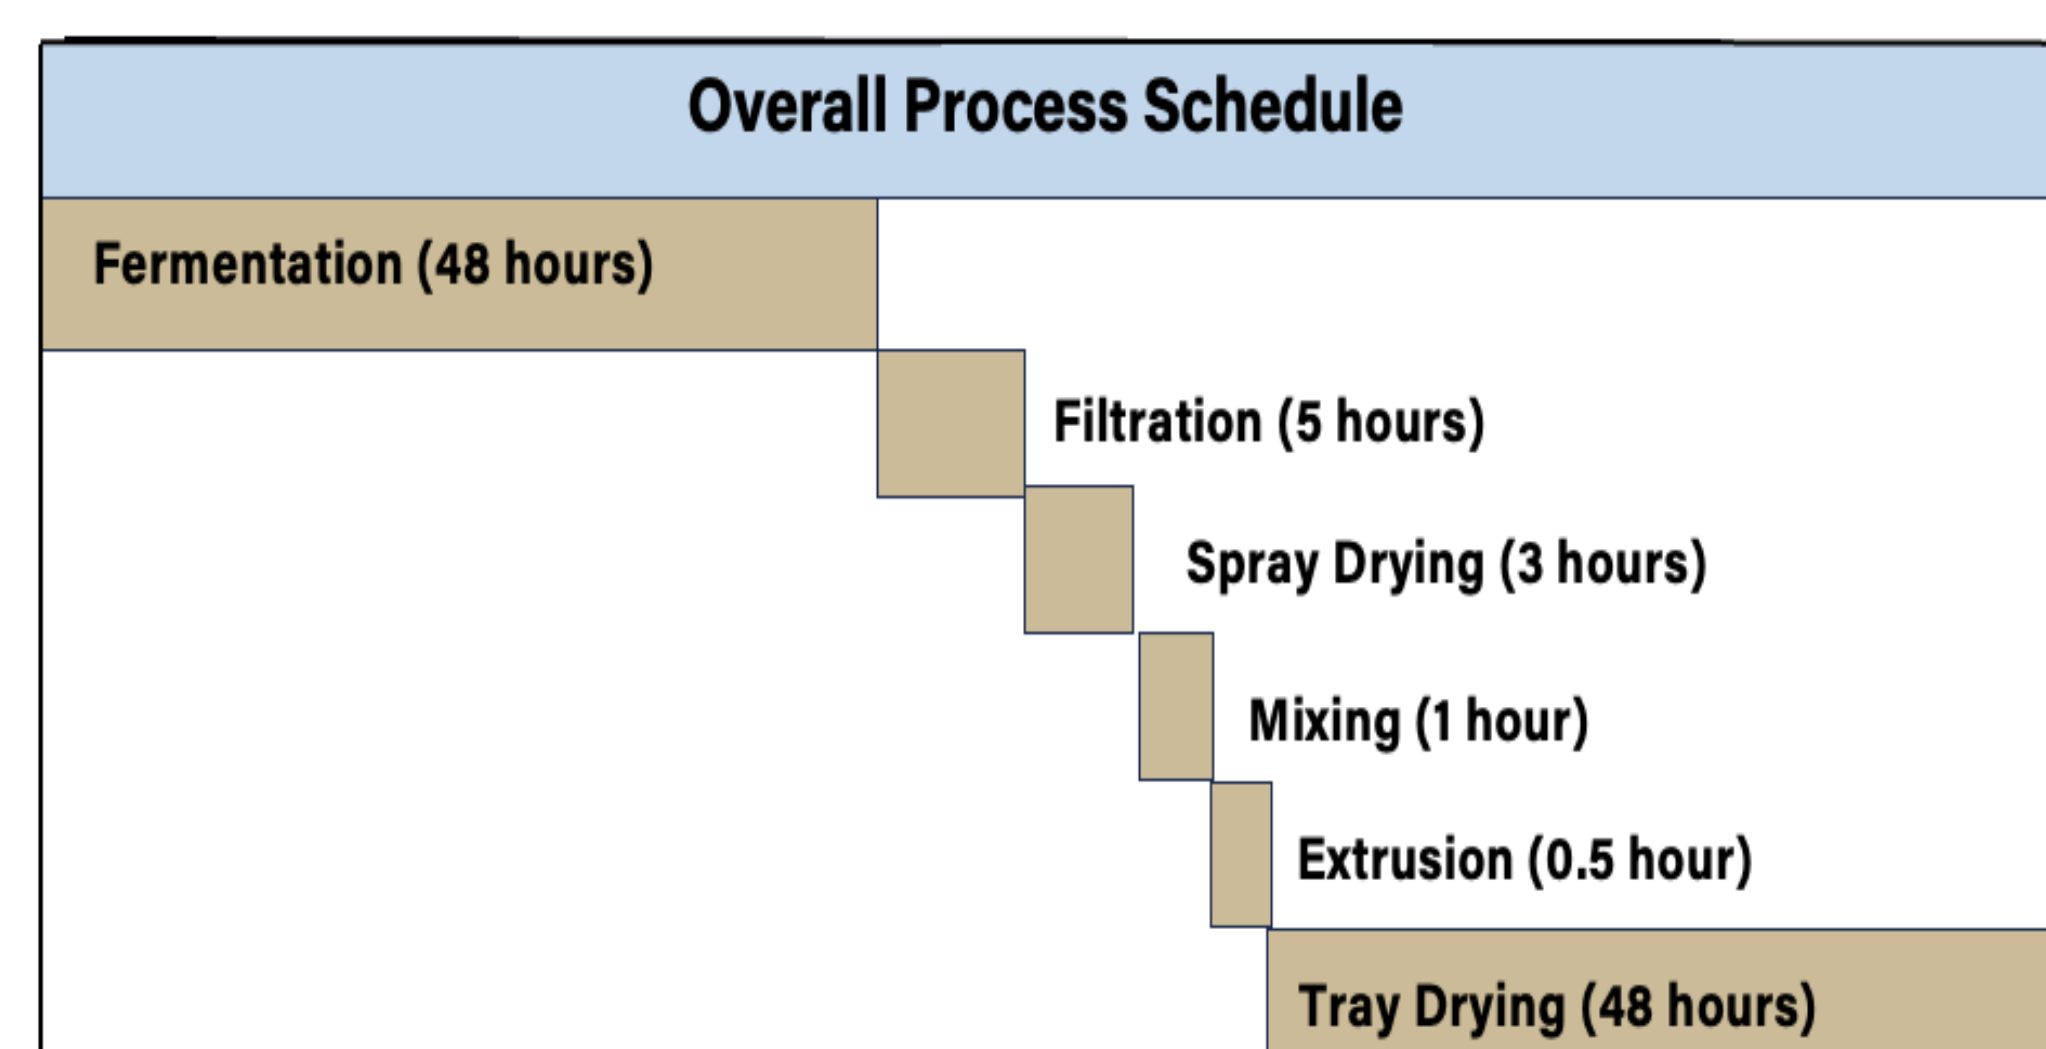 Overall Process Schedule
Fermentation (48 hours)
Filtration (5 hours)
Spray Drying (3 hours)
Mixing (1 hour)
Extrusion (0.5 hour)
Tray Drying (48 hours)